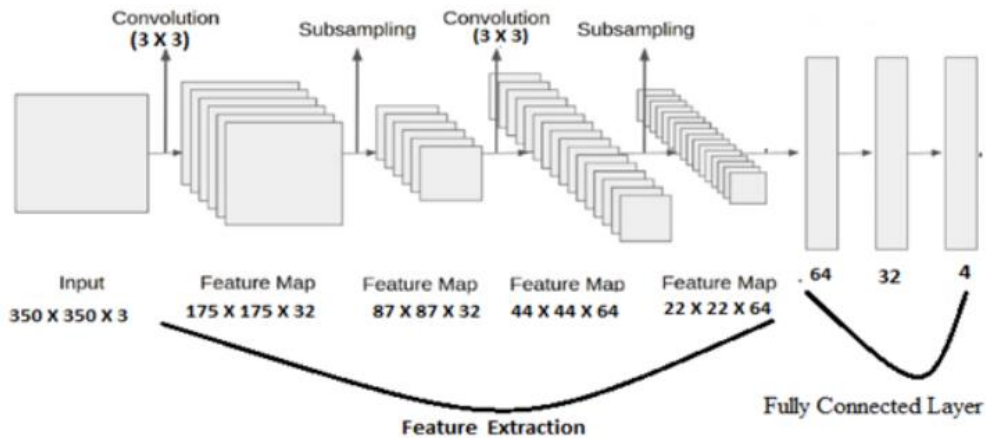 Convolution
(3 X 3)
Subsampling
Convolution
(3 X 3)
Subsampling
Input
Feature Map
Feature Map
Feature Map
Feature Map
350 X 350 X 3
175 X 175 X 32
87 X 87 X 32
44 X 44 X 64
22 X 22 X 64
64
32
4
Feature Extraction
Fully Connected Layer